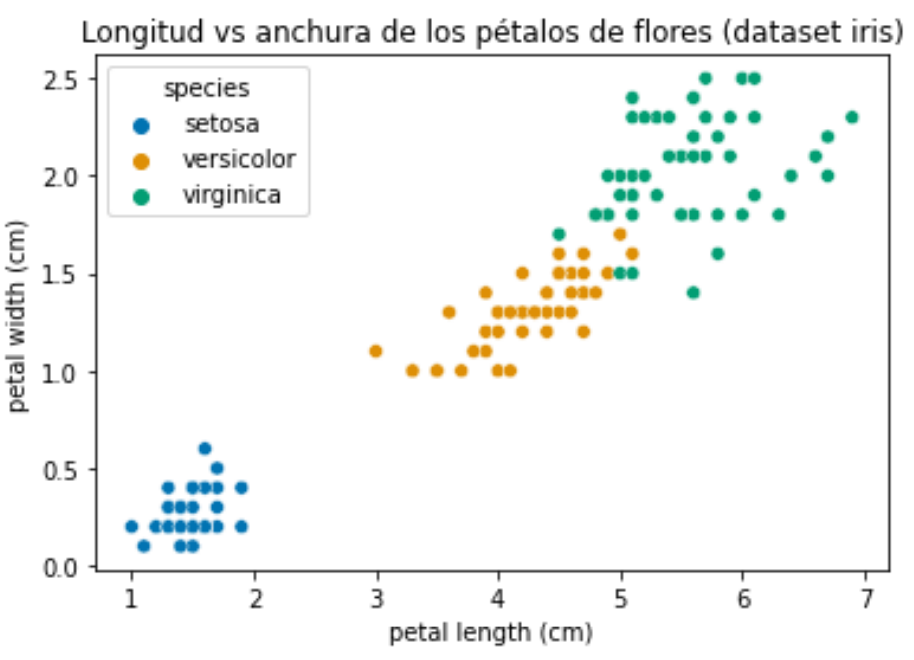 Longitud vs anchura de los pétalos de flores (dataset iris)
species
setosa
versicolor
virginica
petal width (cm)
2.5
2.0
1.5
1.0
0.5
0.0
1 2 3 4 5 6 7
petal length (cm)